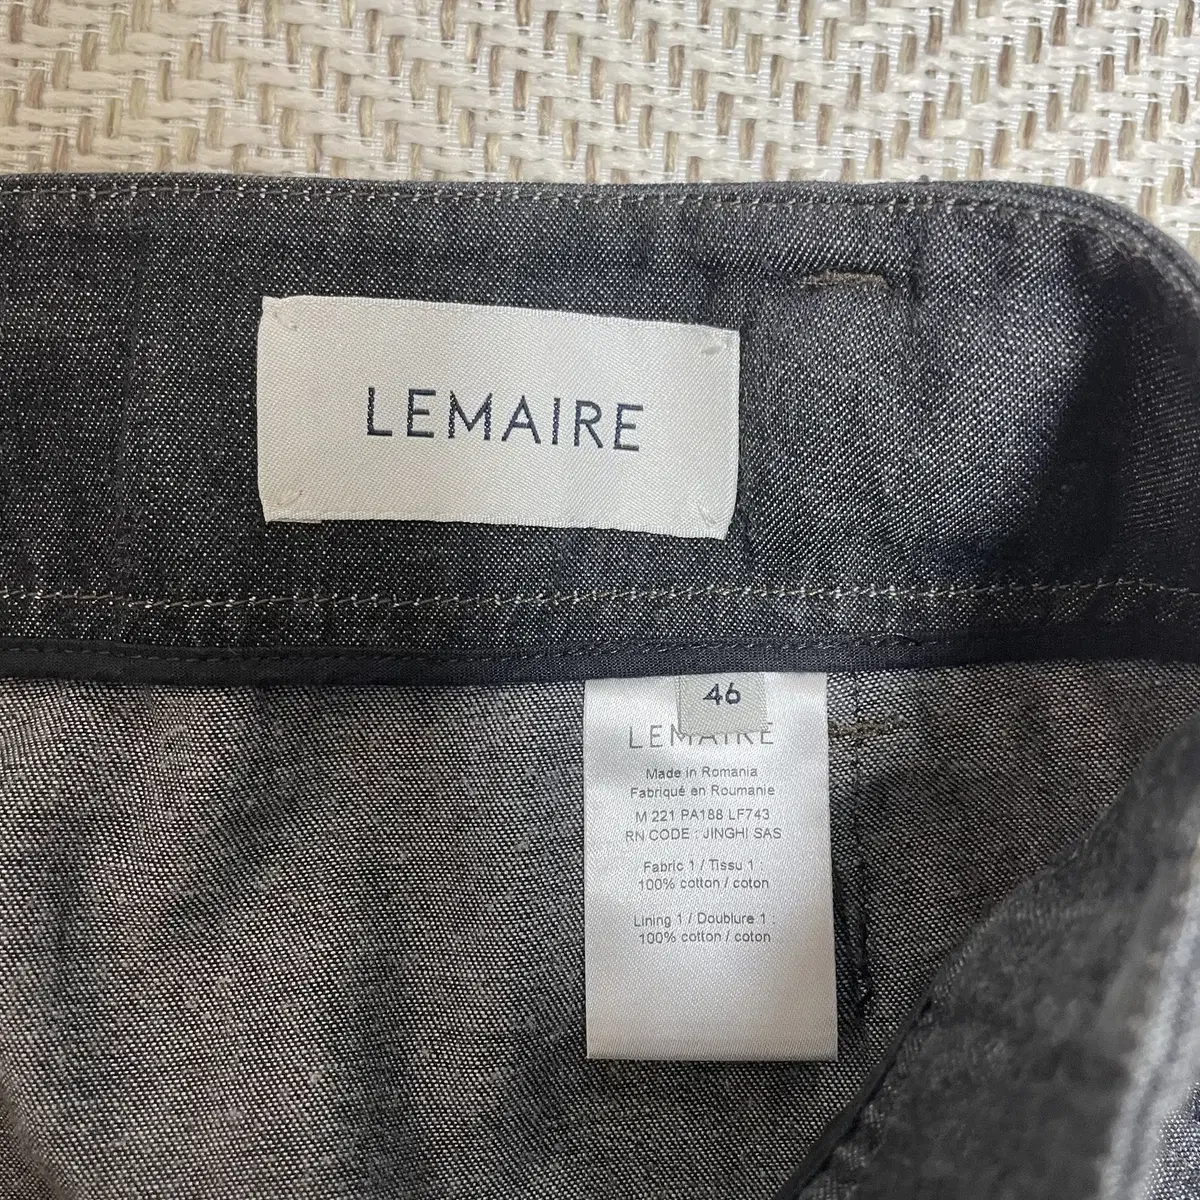 LEMAIRE
46
LEMAIRE
Made in Romania
Fabriqué en Roumanie
M 221 PA188 LF743
RN CODE : JINGHI SAS
Fabric 1 / Tissu 1 :
100% cotton / coton
Lining 1 / Doublure 1 :
100% cotton / coton